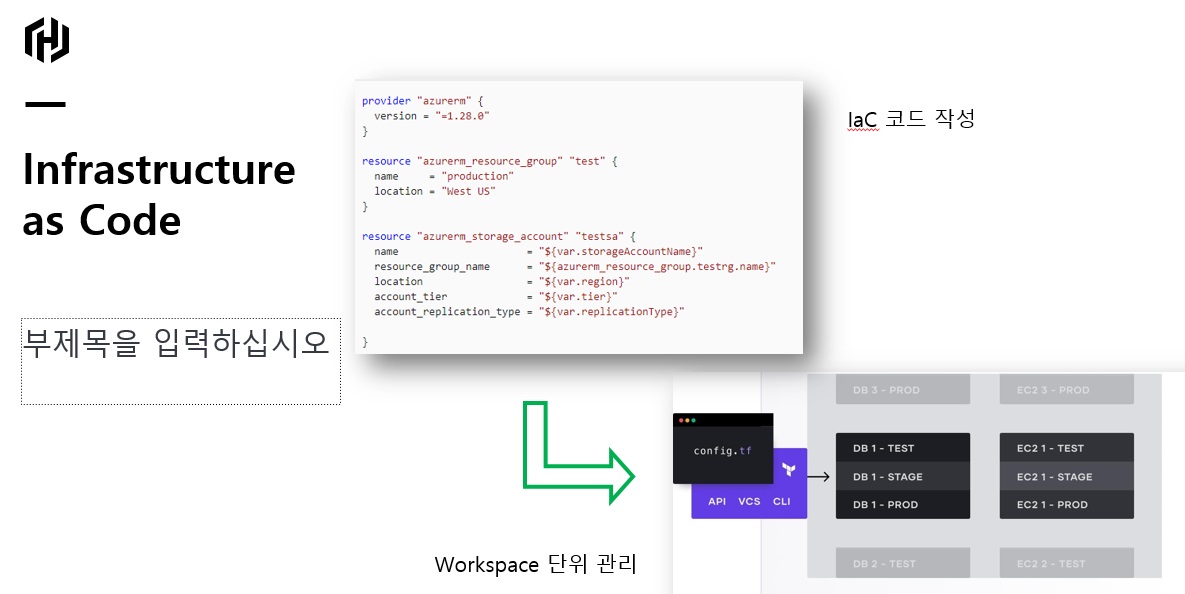 Infrastructure
as Code
부제목을 입력하십시오
provider "azurerm" {
version = "=1.28.0"
}
resource "azurerm_resource_group" "test" {
name = "production"
location = "West US"
}
resource "azurerm_storage_account" "testsa" {
name = "${var.storageAccountName}"
resource_group_name = "${azurerm_resource_group.testrg.name}"
location = "${var.region}"
account_tier = "${var.tier}"
account_replication_type = "${var.replicationType}"
}
IaC 코드 작성
config.tf
API VCS CLI
DB 3 - PROD
DB 1 - TEST
DB 1 - STAGE
DB 1 - PROD
DB 2 - TEST
EC2 3 - PROD
EC2 1 - TEST
EC2 1 - STAGE
EC2 1 - PROD
EC2 2 - TEST
Workspace 단위 관리